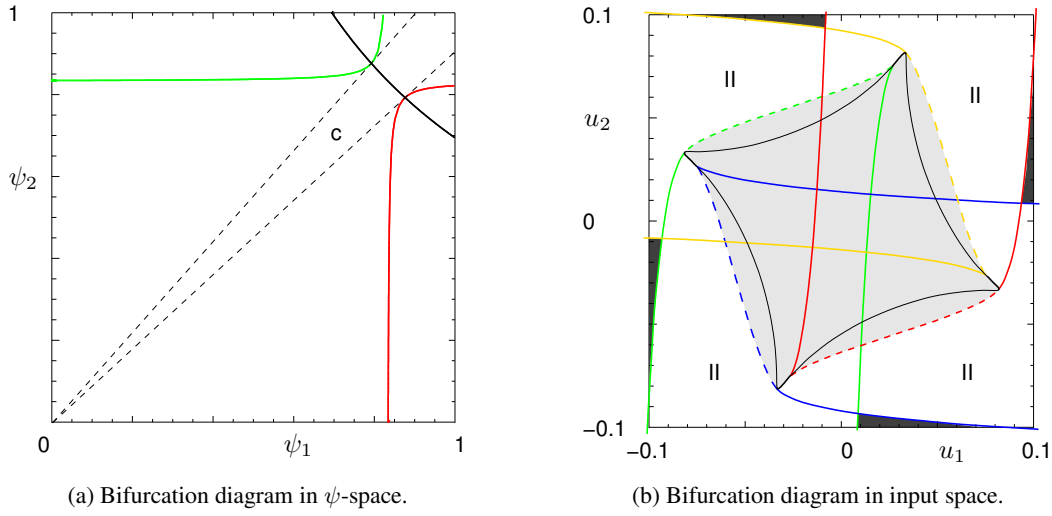 1
ψ2
c
0
ψ1
1
(a) Bifurcation diagram in ψ-space.
0.1
II
II
u2
0
II
II
−0.1
−0.1
0
u1
0.1
(b) Bifurcation diagram in input space.